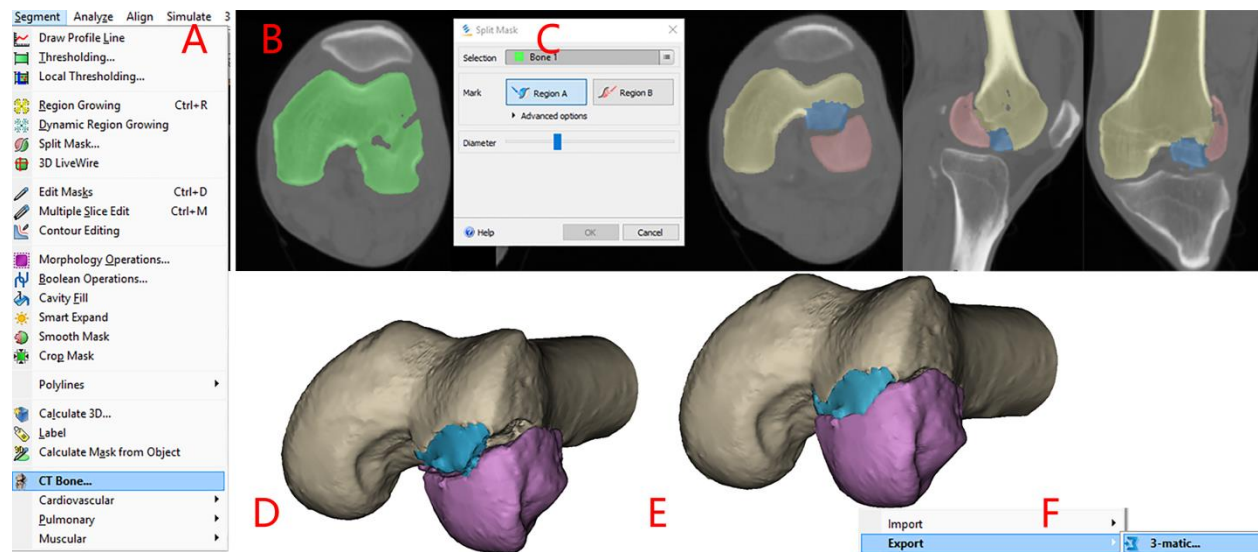 Segment Analyze Align Simulate 3
A
Draw Profile Line
Thresholding...
Local Thresholding...
Region Growing Ctrl+R
Dynamic Region Growing
Split Mask...
3D LiveWire
Edit Masks Ctrl+D
Multiple Slice Edit Ctrl+M
Contour Editing
Morphology Operations...
Boolean Operations...
Cavity Fill
Smart Expand
Smooth Mask
Crop Mask
Polylines
Calculate 3D...
Label
Calculate Mask from Object
CT Bone...
Cardiovascular
Pulmonary
Muscular
B
Split Mask
C
Selection Bone 1
Mark Region A Region B
Advanced options
Diameter
Help OK Cancel
D
E
F
Import
Export 3-matic...